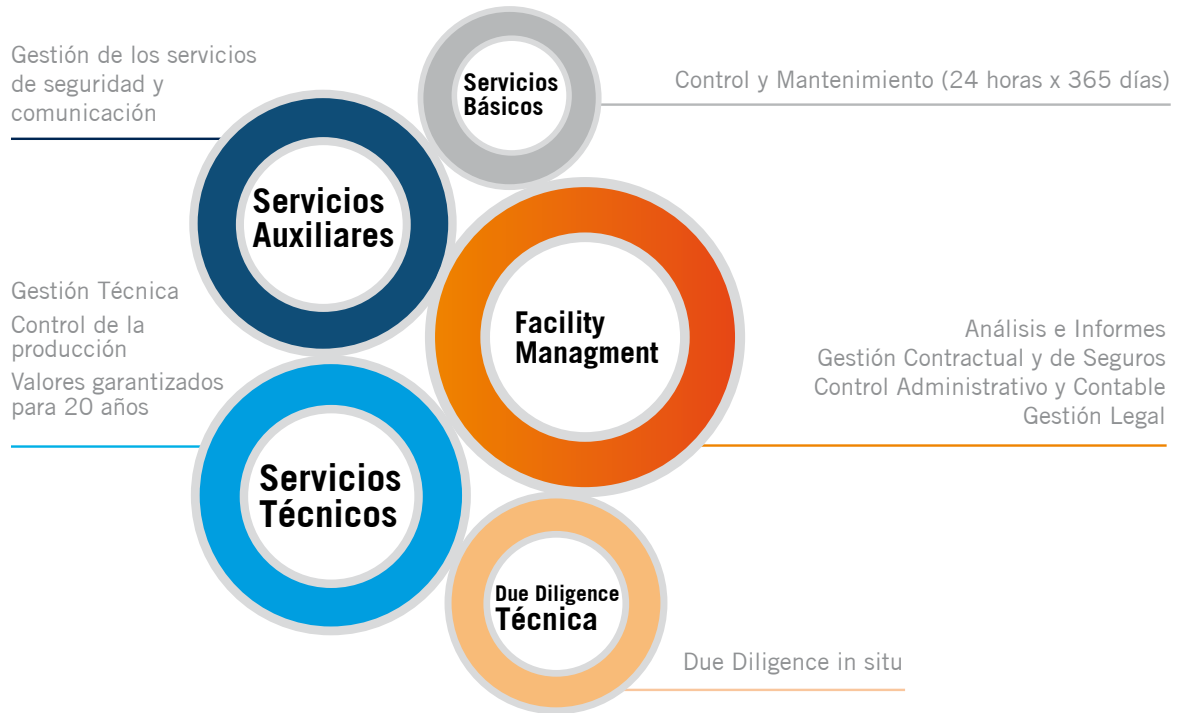 Gestión de los servicios
de seguridad y
comunicación
Servicios
Básicos
Control y Mantenimiento (24 horas x 365 días)
Servicios
Auxiliares
Gestión Técnica
Control de la
producción
Valores garantizados
para 20 años
Facility
Managment
Análisis e Informes
Gestión Contractual y de Seguros
Control Administrativo y Contable
Gestión Legal
Servicios
Técnicos
Due Diligence
Técnica
Due Diligence in situ